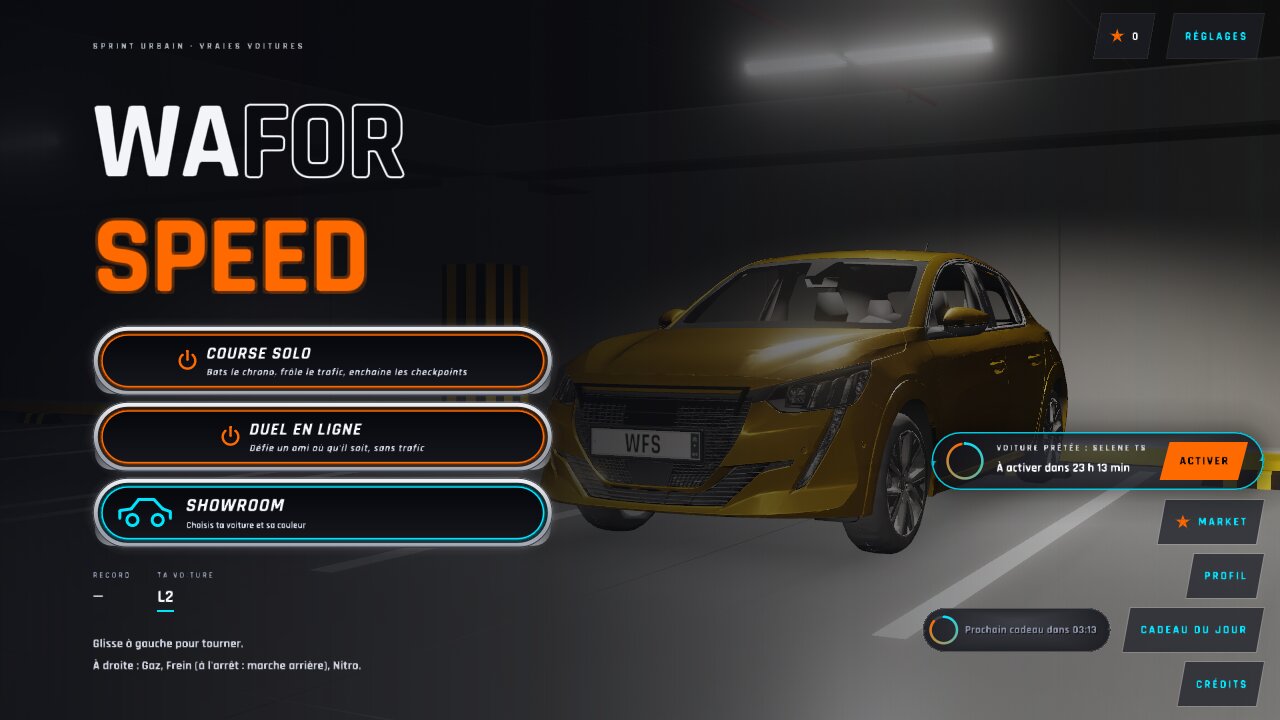 SPRINT URBAIN · VRAIES VOITURES
★ 0
RÉGLAGES
WAFOR
SPEED
COURSE SOLO
Bats le chrono, frôle le trafic, enchaîne les checkpoints
DUEL EN LIGNE
Défie un ami où qu'il soit, sans trafic
SHOWROOM
Choisis ta voiture et sa couleur
RECORD
—
TA VOITURE
L2
Glisse à gauche pour tourner.
À droite : Gaz, Frein (à l'arrêt : marche arrière), Nitro.
WFS
VOITURE PRÊTÉE : SELENE TS
À activer dans 23 h 13 min
ACTIVER
★ MARKET
PROFIL
Prochain cadeau dans 03:13
CADEAU DU JOUR
CRÉDITS